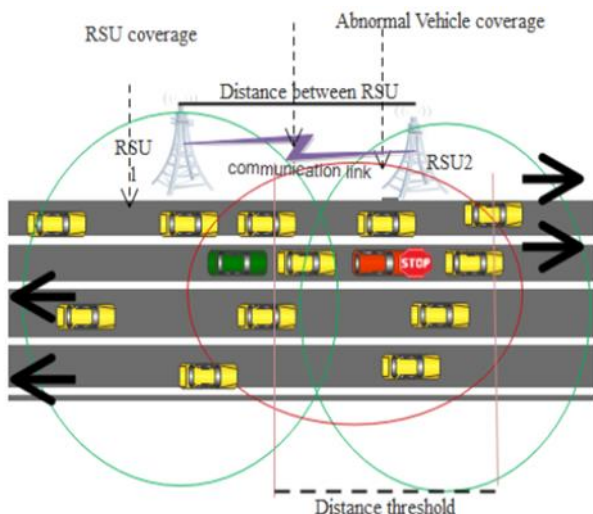 RSU coverage
Abnormal Vehicle coverage
Distance between RSU
RSU
1
communication link
RSU2
STOP
Distance threshold